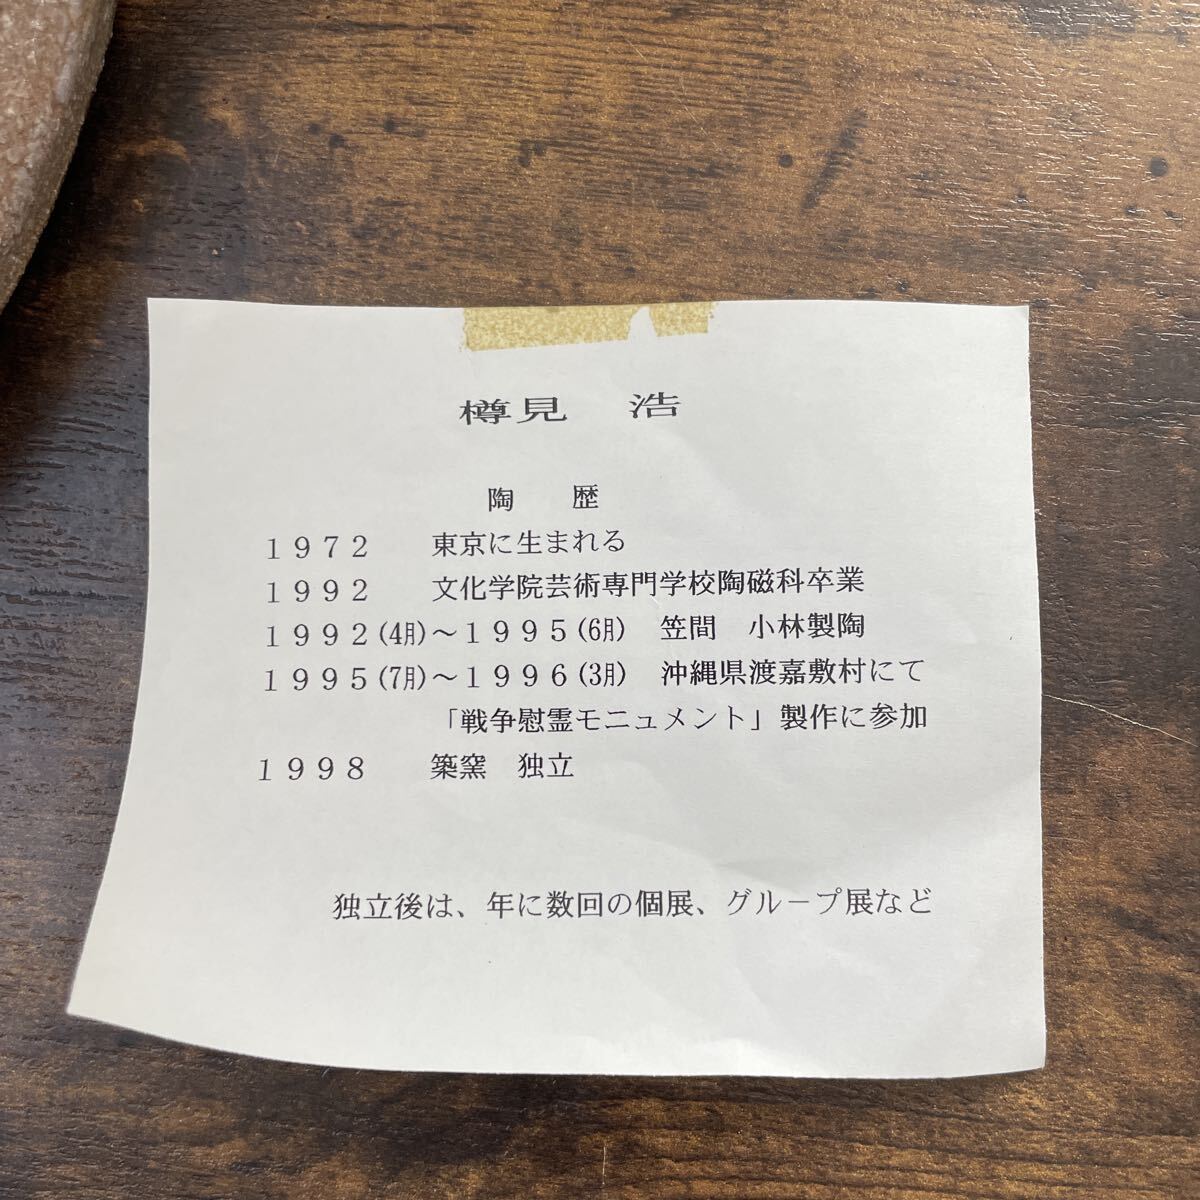 樽見　浩
陶　歴
１９７２　東京に生まれる
１９９２　文化学院芸術専門学校陶磁科卒業
１９９２(4月)～１９９５(6月)　笠間　小林製陶
１９９５(7月)～１９９６(3月)　沖縄県渡嘉敷村にて
「戦争慰霊モニュメント」製作に参加
１９９８　築窯　独立
独立後は、年に数回の個展、グループ展など